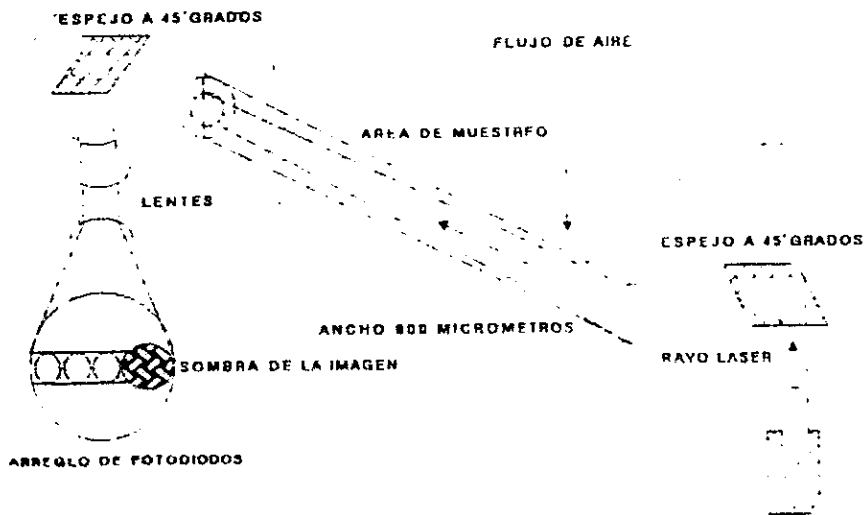 ESPEJO A 45°GRADOS
FLUJO DE AIRE
AREA DE MUESTREO
LENTES
ESPEJO A 45°GRADOS
ANCHO 800 MICROMETROS
RAYO LASER
SOMBRA DE LA IMAGEN
ARREGLO DE FOTODIODOS